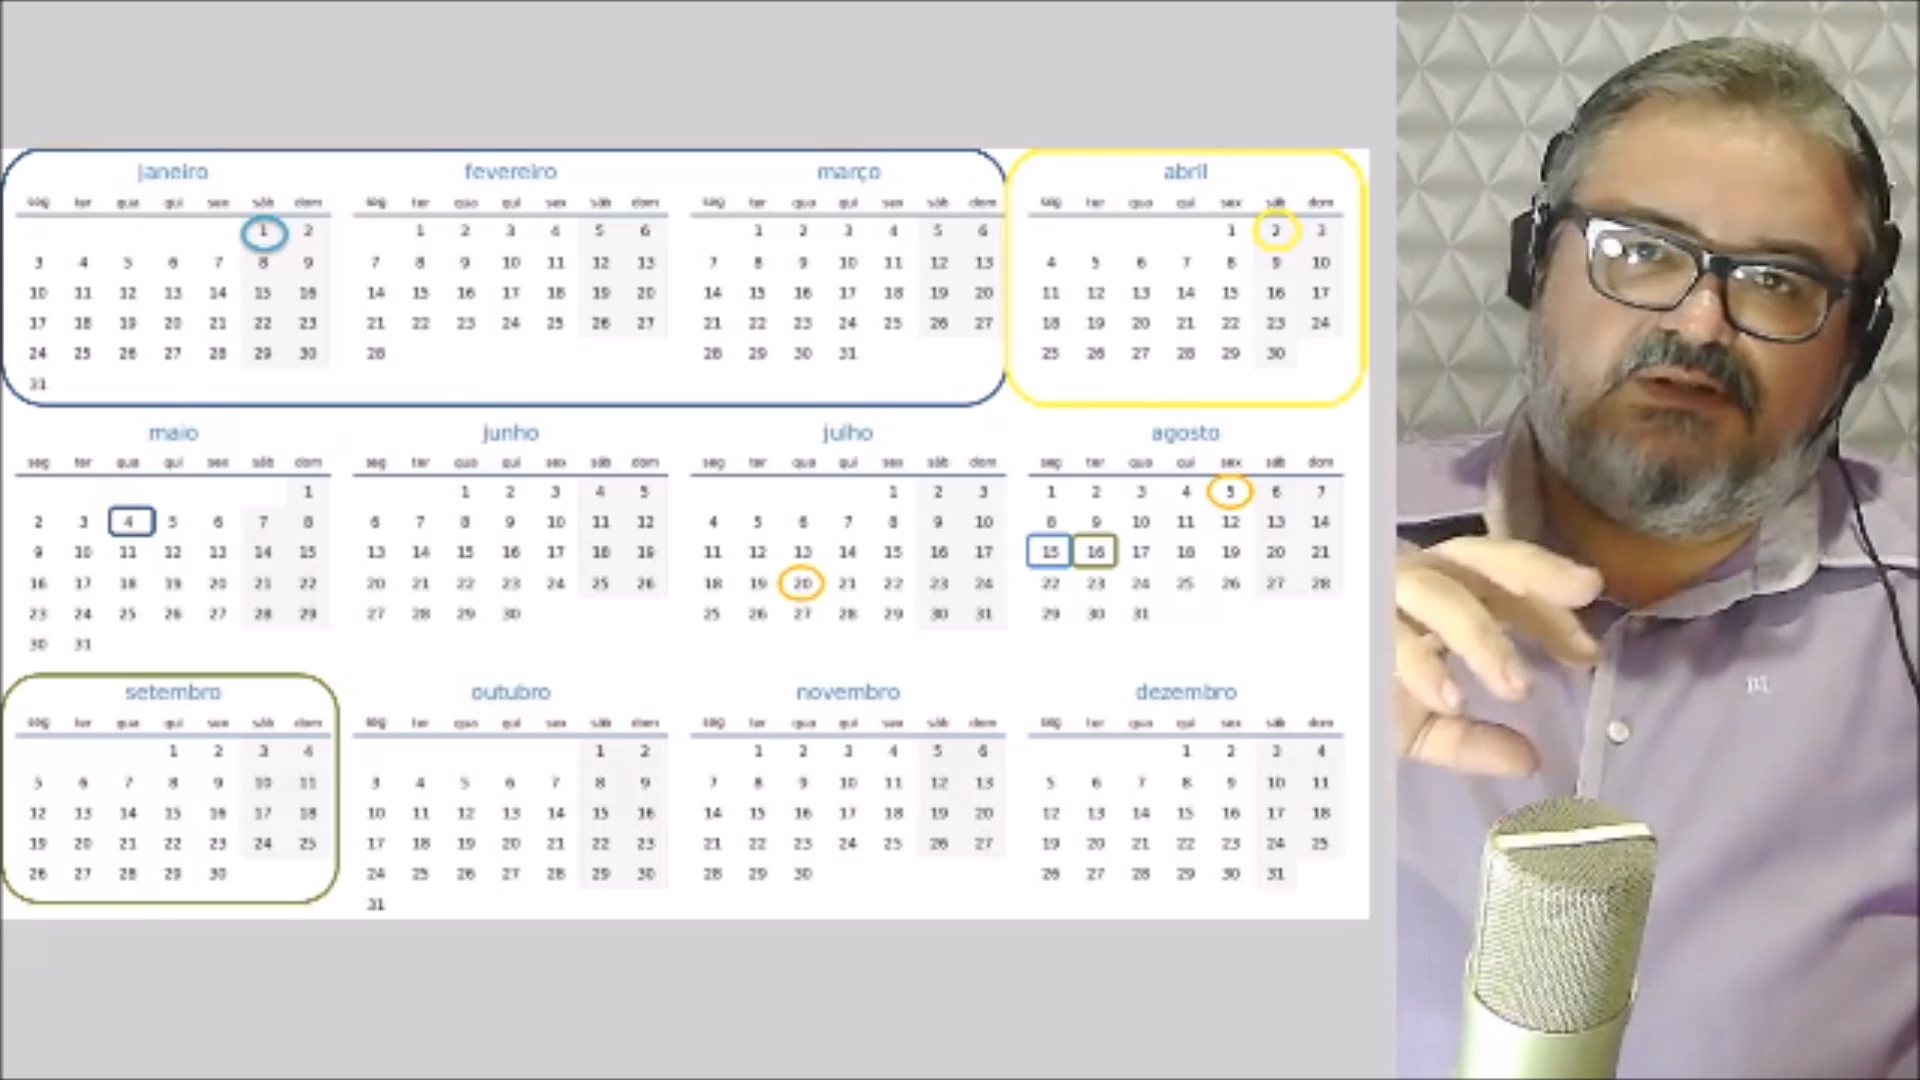 janeiro fevereiro março abril
seg ter qua qui sex sáb dom seg ter qua qui sex sáb dom seg ter qua qui sex sáb dom seg ter qua qui sex sáb dom
1 2 1 2 3 4 5 6 1 2 3 4 5 6 1 2 3
3 4 5 6 7 8 9 7 8 9 10 11 12 13 7 8 9 10 11 12 13 4 5 6 7 8 9 10
10 11 12 13 14 15 16 14 15 16 17 18 19 20 14 15 16 17 18 19 20 11 12 13 14 15 16 17
17 18 19 20 21 22 23 21 22 23 24 25 26 27 21 22 23 24 25 26 27 18 19 20 21 22 23 24
24 25 26 27 28 29 30 28 28 29 30 31 25 26 27 28 29 30
31
maio junho julho agosto
seg ter qua qui sex sáb dom seg ter qua qui sex sáb dom seg ter qua qui sex sáb dom seg ter qua qui sex sáb dom
1 1 2 3 4 5 1 2 3 1 2 3 4 5 6 7
2 3 4 5 6 7 8 6 7 8 9 10 11 12 4 5 6 7 8 9 10 8 9 10 11 12 13 14
9 10 11 12 13 14 15 13 14 15 16 17 18 19 11 12 13 14 15 16 17 15 16 17 18 19 20 21
16 17 18 19 20 21 22 20 21 22 23 24 25 26 18 19 20 21 22 23 24 22 23 24 25 26 27 28
23 24 25 26 27 28 29 27 28 29 30 25 26 27 28 29 30 31 29 30 31
30 31
setembro outubro novembro dezembro
seg ter qua qui sex sáb dom seg ter qua qui sex sáb dom seg ter qua qui sex sáb dom seg ter qua qui sex sáb dom
1 2 3 4 1 2 1 2 3 4 5 6 1 2 3 4
5 6 7 8 9 10 11 3 4 5 6 7 8 9 7 8 9 10 11 12 13 5 6 7 8 9 10 11
12 13 14 15 16 17 18 10 11 12 13 14 15 16 14 15 16 17 18 19 20 12 13 14 15 16 17 18
19 20 21 22 23 24 25 17 18 19 20 21 22 23 21 22 23 24 25 26 27 19 20 21 22 23 24 25
26 27 28 29 30 24 25 26 27 28 29 30 28 29 30 26 27 28 29 30 31
31